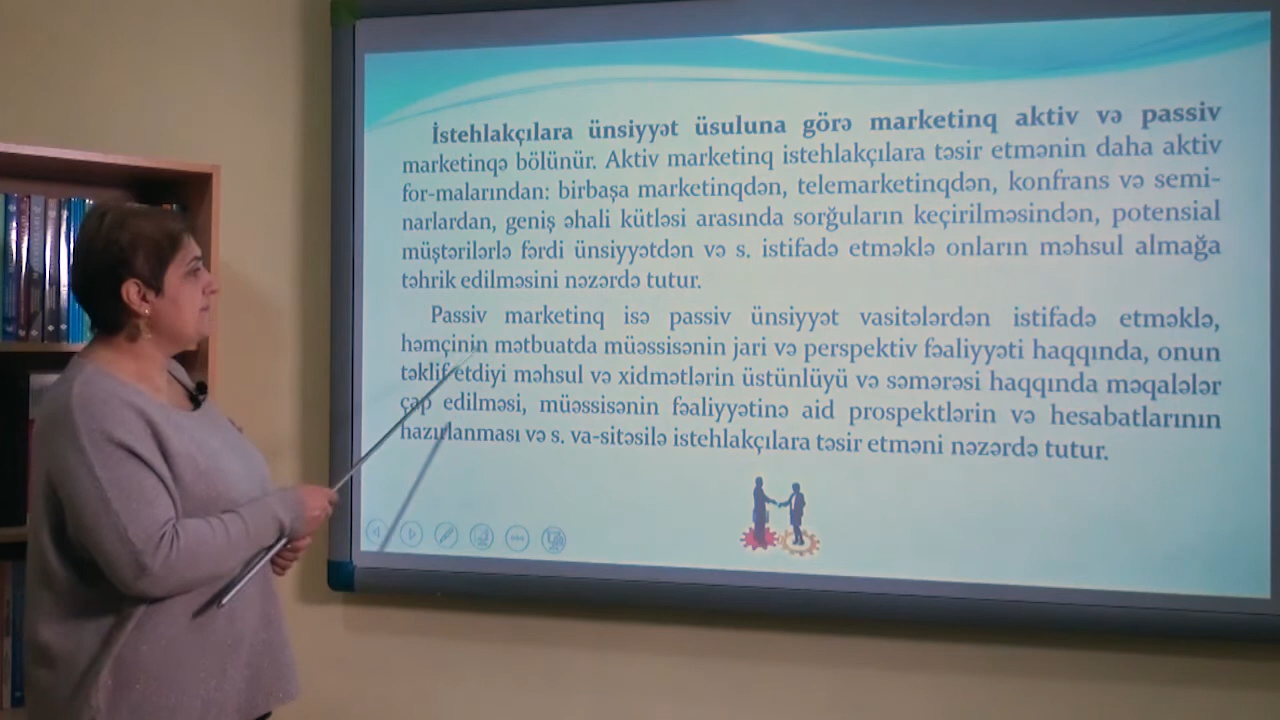 İstehlakçılara ünsiyyət üsuluna görə marketinq aktiv və passiv
marketinqə bölünür. Aktiv marketinq istehlakçılara təsir etmənin daha aktiv
for-malarından: birbaşa marketinqdən, telemarketinqdən, konfrans və semi-
narlardan, geniş əhali kütləsi arasında sorğuların keçirilməsindən, potensial
müştərilərlə fərdi ünsiyyətdən və s. istifadə etməklə onların məhsul almağa
təhrik edilməsini nəzərdə tutur.
Passiv marketinq isə passiv ünsiyyət vasitələrdən istifadə etməklə,
həmçinin mətbuatda müəssisənin jari və perspektiv fəaliyyəti haqqında, onun
təklif etdiyi məhsul və xidmətlərin üstünlüyü və səmərəsi haqqında məqalələr
çap edilməsi, müəssisənin fəaliyyətinə aid prospektlərin və hesabatlarının
hazırlanması və s. va-sitəsilə istehlakçılara təsir etməni nəzərdə tutur.